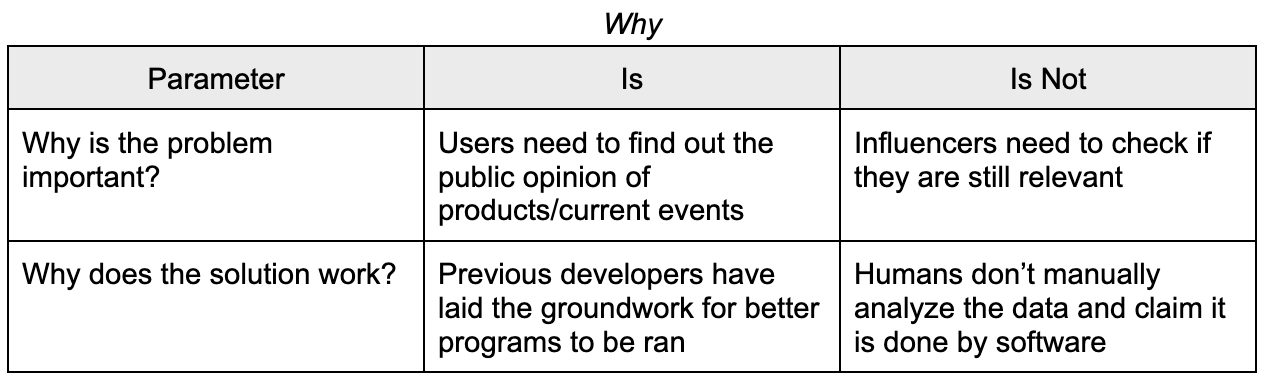 Why
Parameter
Is
Is Not
Why is the problem
important?
Users need to find out the
public opinion of
products/current events
Influencers need to check if
they are still relevant
Why does the solution work?
Previous developers have
laid the groundwork for better
programs to be ran
Humans don’t manually
analyze the data and claim it
is done by software